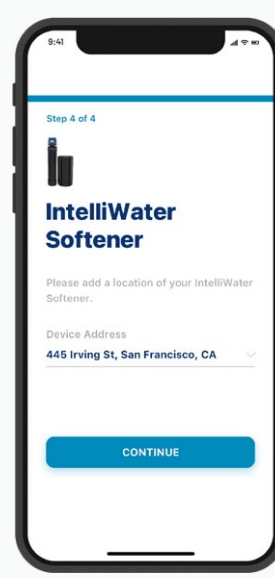 9:41
Step 4 of 4
IntelliWater
Softener
Please add a location of your IntelliWater
Softener.
Device Address
445 Irving St, San Francisco, CA
CONTINUE